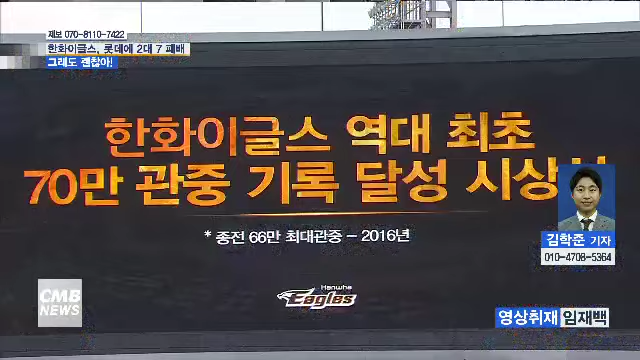 제보 070-8110-7422
한화이글스, 롯데에 2대 7 패배
그래도 괜찮아!
한화이글스 역대 최초
70만 관중 기록 달성
* 종전 66만 최대관중 - 2016년
Hanwha
Eagles
김학준 기자
010-4708-5364
CMB
NEWS
영상취재 임재백